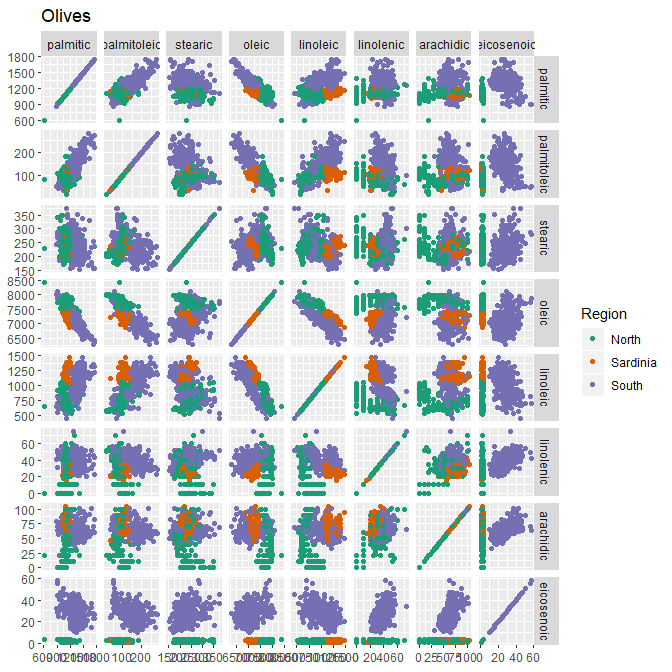 Olives
palmitic palmitoleic stearic oleic linoleic linolenic arachidic eicosenoic
1800
1500
1200
900
600
palmitic
200
100
palmitoleic
350
300
250
200
150
stearic
8500
8000
7500
7000
6500
oleic
1500
1250
1000
750
500
linoleic
60
40
20
0
linolenic
100
75
50
25
0
arachidic
60
40
20
0
eicosenoic
100 200
0 20 40 60
0 25 50 75 100
0 20 40 60
Region
North
Sardinia
South